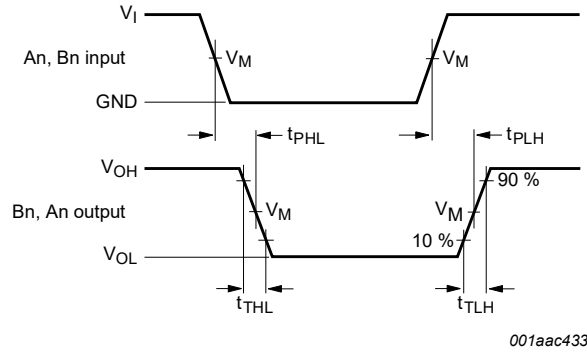 V_I
An, Bn input
V_M
V_M
GND
t_PHL
t_PLH
V_OH
90 %
Bn, An output
V_M
V_M
10 %
V_OL
t_THL
t_TLH
001aac433